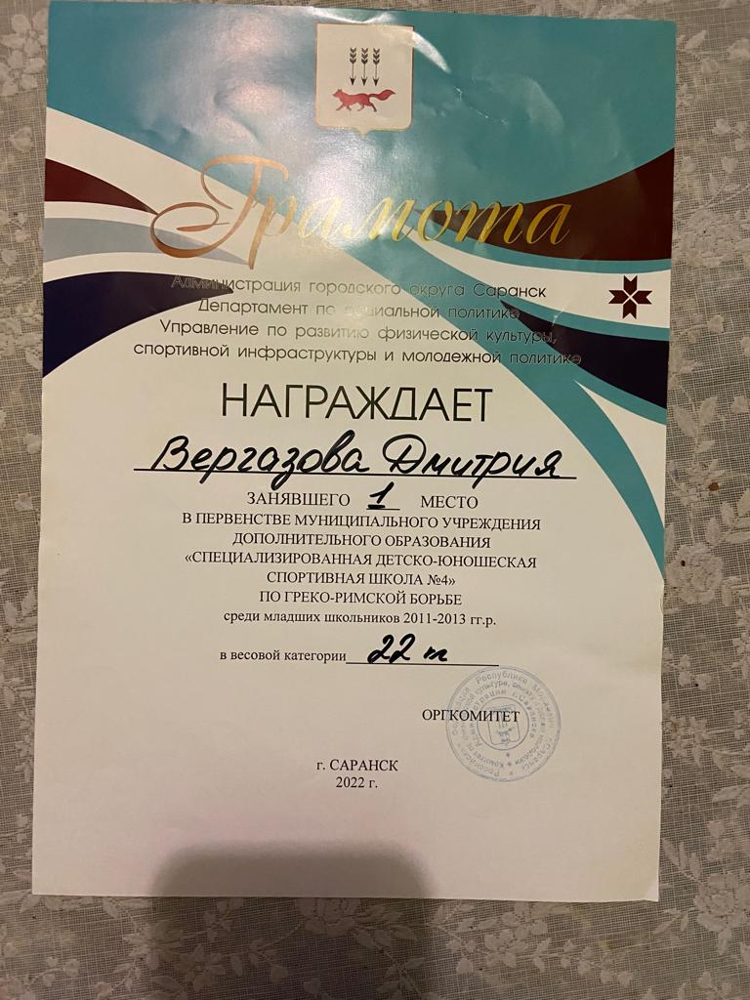 Грамота
Администрация городского округа Саранск
Департамент по социальной политике
Управление по развитию физической культуры,
спортивной инфраструктуры и молодежной политике
НАГРАЖДАЕТ
Вергазова Дмитрия
ЗАНЯВШЕГО 1 МЕСТО
В ПЕРВЕНСТВЕ МУНИЦИПАЛЬНОГО УЧРЕЖДЕНИЯ
ДОПОЛНИТЕЛЬНОГО ОБРАЗОВАНИЯ
«СПЕЦИАЛИЗИРОВАННАЯ ДЕТСКО-ЮНОШЕСКАЯ
СПОРТИВНАЯ ШКОЛА №4»
ПО ГРЕКО-РИМСКОЙ БОРЬБЕ
среди младших школьников 2011-2013 гг.р.
в весовой категории 22 кг
ОРГКОМИТЕТ
г. САРАНСК
2022 г.